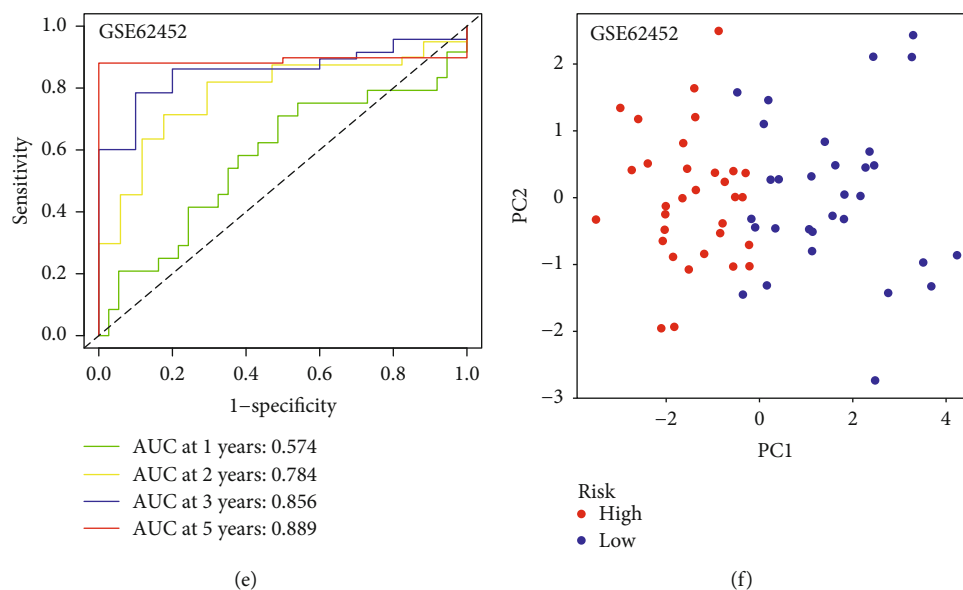 GSE62452
1.0
0.8
0.6
0.4
0.2
0.0
Sensitivity
0.0 0.2 0.4 0.6 0.8 1.0
1−specificity
AUC at 1 years: 0.574
AUC at 2 years: 0.784
AUC at 3 years: 0.856
AUC at 5 years: 0.889
(e)
GSE62452
2
1
0
−1
−2
−3
PC2
−2 0 2 4
PC1
Risk
High
Low
(f)